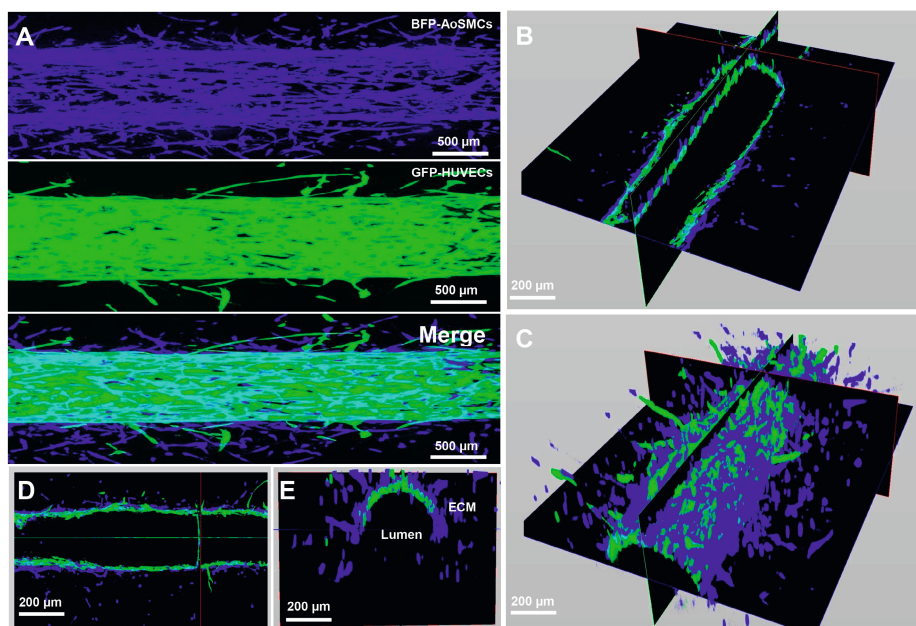 A
BFP-AoSMCs
500 µm
GFP-HUVECs
500 µm
Merge
500 µm
B
200 µm
C
200 µm
D
200 µm
E
ECM
Lumen
200 µm